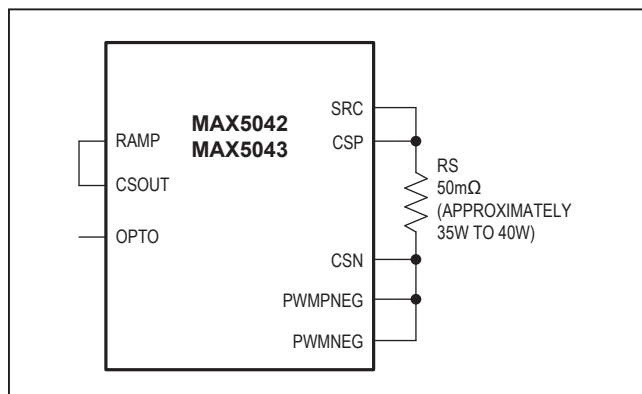 MAX5042
MAX5043
RAMP
CSOUT
OPTO
SRC
CSP
RS
50mΩ
(APPROXIMATELY
35W TO 40W)
CSN
PWMPNEG
PWMNEG